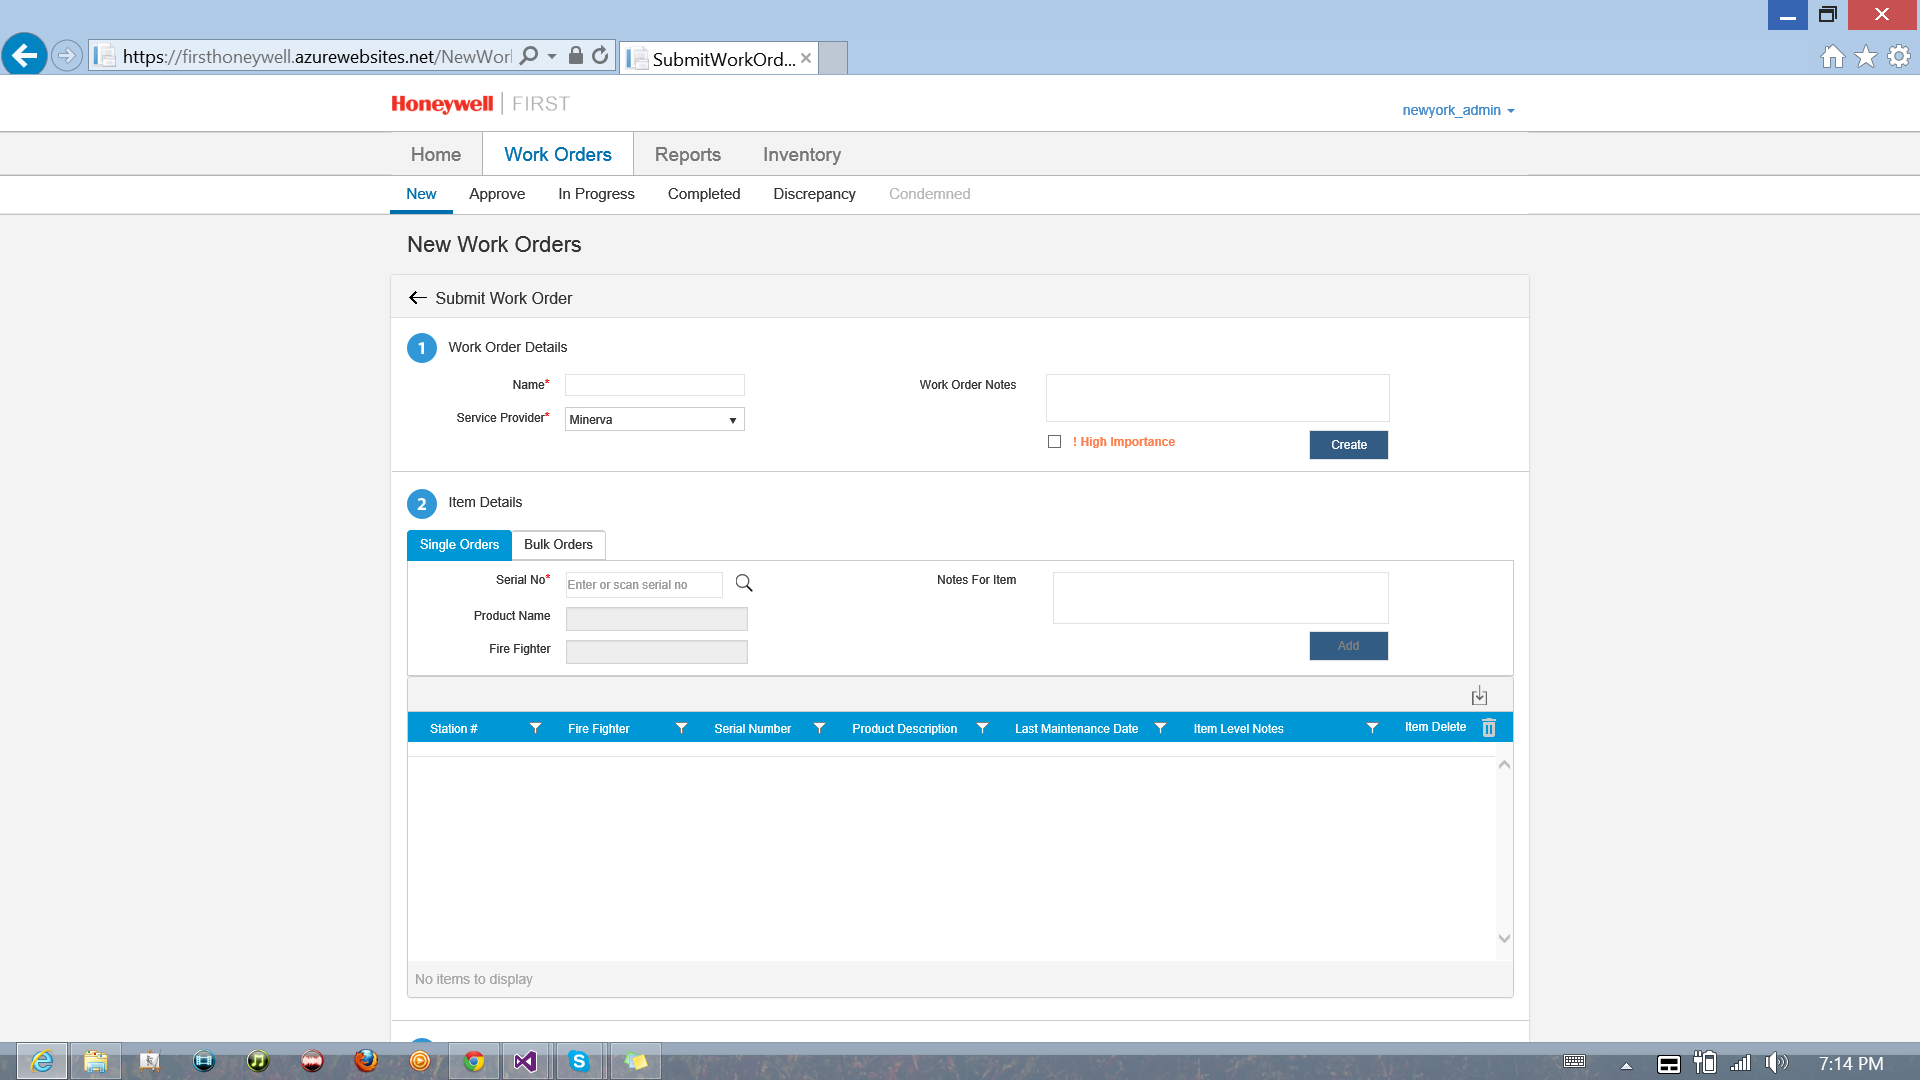 https://firsthoneywell.azurewebsites.net/NewWor
SubmitWorkOrd...
Honeywell | FIRST
newyork_admin
Home
Work Orders
Reports
Inventory
New
Approve
In Progress
Completed
Discrepancy
Condemned
New Work Orders
Submit Work Order
1 Work Order Details
Name*
Work Order Notes
Service Provider*
Minerva
! High Importance
Create
2 Item Details
Single Orders
Bulk Orders
Serial No*
Enter or scan serial no
Notes For Item
Product Name
Fire Fighter
Add
Station #
Fire Fighter
Serial Number
Product Description
Last Maintenance Date
Item Level Notes
Item Delete
No items to display
7:14 PM